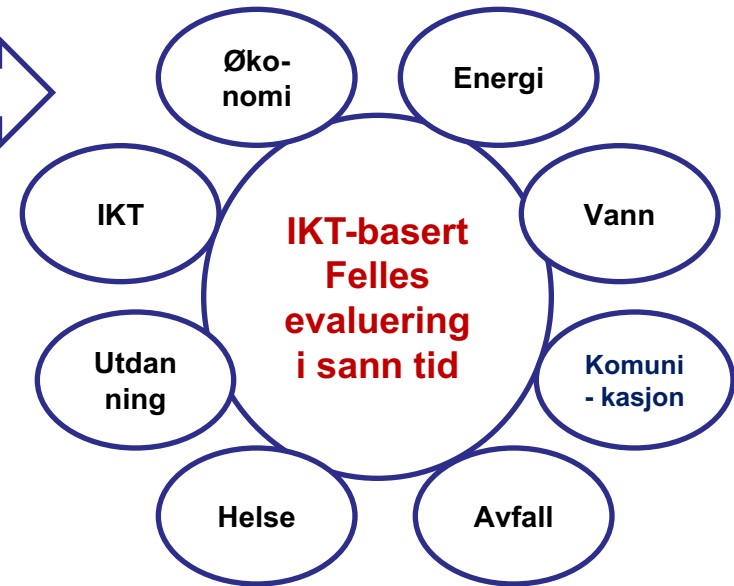 Øko-
nomi
Energi
IKT
Vann
IKT-basert
Felles
evaluering
i sann tid
Utdan
ning
Komuni
- kasjon
Helse
Avfall